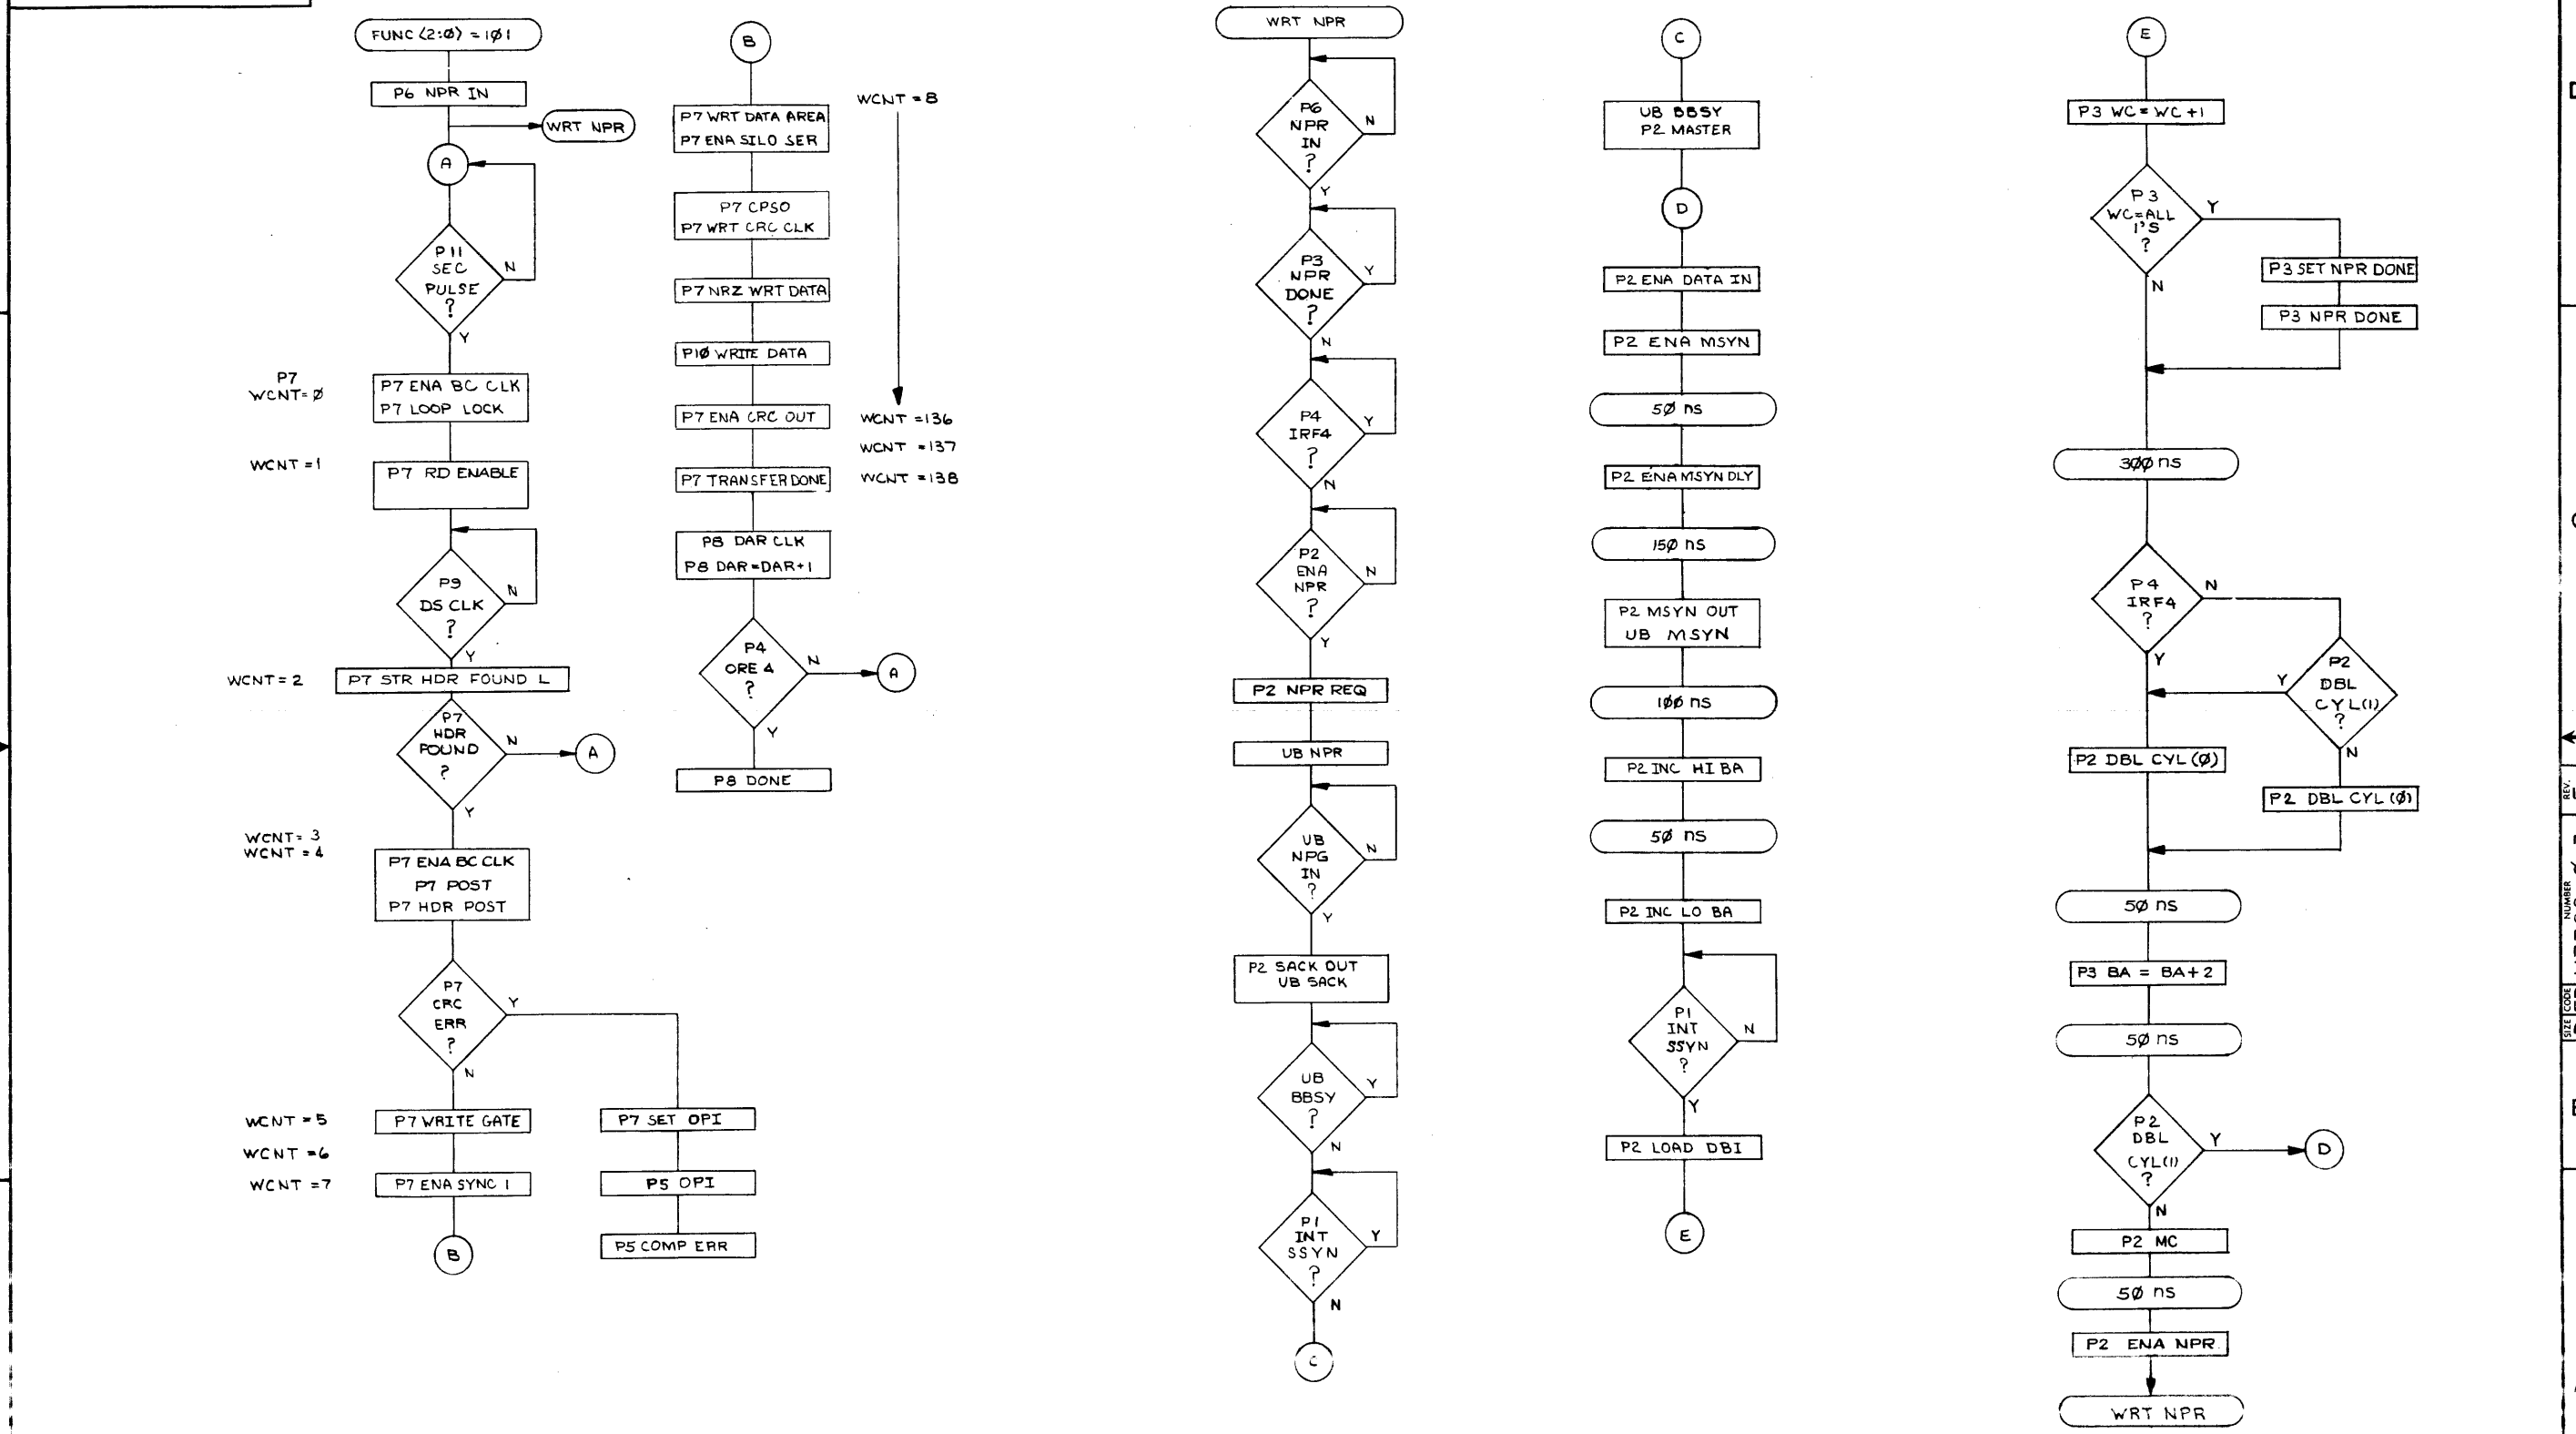 FUNC ⟨2:Ø⟩ = 1Ø1
P6 NPR IN
WRT NPR
A
P11
SEC
PULSE
?
N
Y
P7
WCNT=Ø
P7 ENA BC CLK
P7 LOOP LOCK
WCNT =1
P7 RD ENABLE
P9
DS CLK
?
N
Y
WCNT=2
P7 STR HDR FOUND L
P7
HDR
FOUND
?
N
A
Y
WCNT= 3
WCNT =4
P7 ENA BC CLK
P7 POST
P7 HDR POST
P7
CRC
ERR
?
Y
N
WCNT =5
P7 WRITE GATE
WCNT =6
WCNT =7
P7 ENA SYNC 1
B
P7 SET OPI
P5 OPI
P5 COMP ERR
B
P7 WRT DATA AREA
P7 ENA SILO SER
WCNT =8
P7 CPSO
P7 WRT CRC CLK
P7 NRZ WRT DATA
P1Ø WRITE DATA
P7 ENA CRC OUT
WCNT =136
WCNT =137
P7 TRANSFER DONE
WCNT =138
P8 DAR CLK
P8 DAR=DAR+1
P4
ORE 4
?
N
A
Y
P8 DONE
WRT NPR
P6
NPR
IN
?
N
Y
P3
NPR
DONE
?
Y
N
P4
IRF4
?
Y
N
P2
ENA
NPR
?
N
Y
P2 NPR REQ
UB NPR
UB
NPG
IN
?
N
Y
P2 SACK OUT
UB SACK
UB
BBSY
?
Y
N
P1
INT
SSYN
?
Y
N
C
C
UB BBSY
P2 MASTER
D
P2 ENA DATA IN
P2 ENA MSYN
5Ø ns
P2 ENA MSYN DLY
15Ø ns
P2 MSYN OUT
UB MSYN
1ØØ ns
P2 INC HI BA
5Ø ns
P2 INC LO BA
P1
INT
SSYN
?
N
Y
P2 LOAD DBI
E
E
P3 WC=WC+1
P3
WC=ALL
1'S
?
Y
N
P3 SET NPR DONE
P3 NPR DONE
3ØØ ns
P4
IRF4
?
N
Y
P2
DBL
CYL(1)
?
Y
N
P2 DBL CYL (Ø)
P2 DBL CYL (Ø)
5Ø ns
P3 BA = BA+2
5Ø ns
P2
DBL
CYL(1)
?
Y
D
N
P2 MC
5Ø ns
P2 ENA NPR
WRT NPR
REV.
NUMBER
SIZE CODE